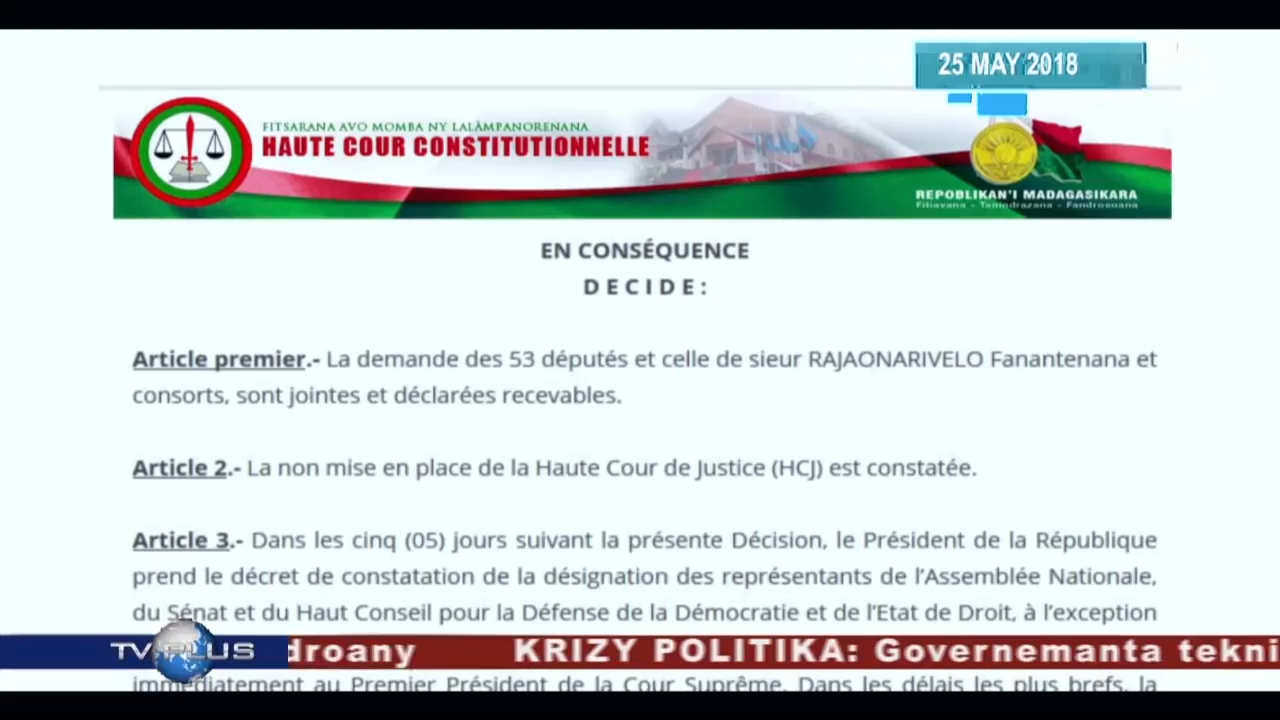 25 MAY 2018
FITSARANA AVO MOMBA NY LALÀMPANORENANA
HAUTE COUR CONSTITUTIONNELLE
REPOBLIKAN'I MADAGASIKARA
Fitiavana - Tanindrazana - Fandrosoana
EN CONSÉQUENCE
D E C I D E :
Article premier.- La demande des 53 députés et celle de sieur RAJAONARIVELO Fanantenana et
consorts, sont jointes et déclarées recevables.
Article 2.- La non mise en place de la Haute Cour de Justice (HCJ) est constatée.
Article 3.- Dans les cinq (05) jours suivant la présente Décision, le Président de la République
prend le décret de constatation de la désignation des représentants de l'Assemblée Nationale,
du Sénat et du Haut Conseil pour la Défense de la Démocratie et de l'Etat de Droit, à l'exception
TV PLUS
droany KRIZY POLITIKA: Governemanta tekni
immédiatement au Premier Président de la Cour Suprême. Dans les délais les plus brefs, la